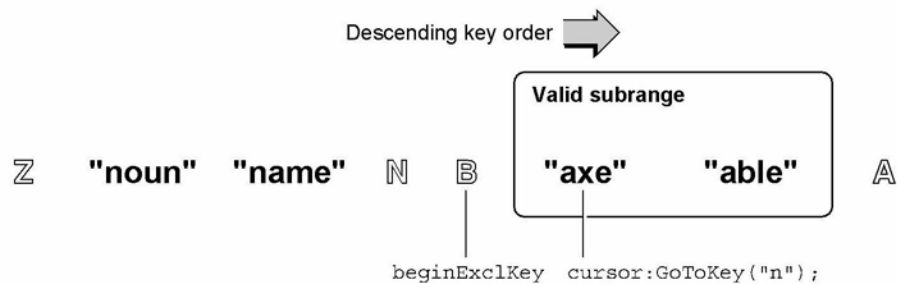 Descending key order
Valid subrange
Z "noun" "name" N B "axe" "able" A
beginExclKey cursor:GoToKey("n");